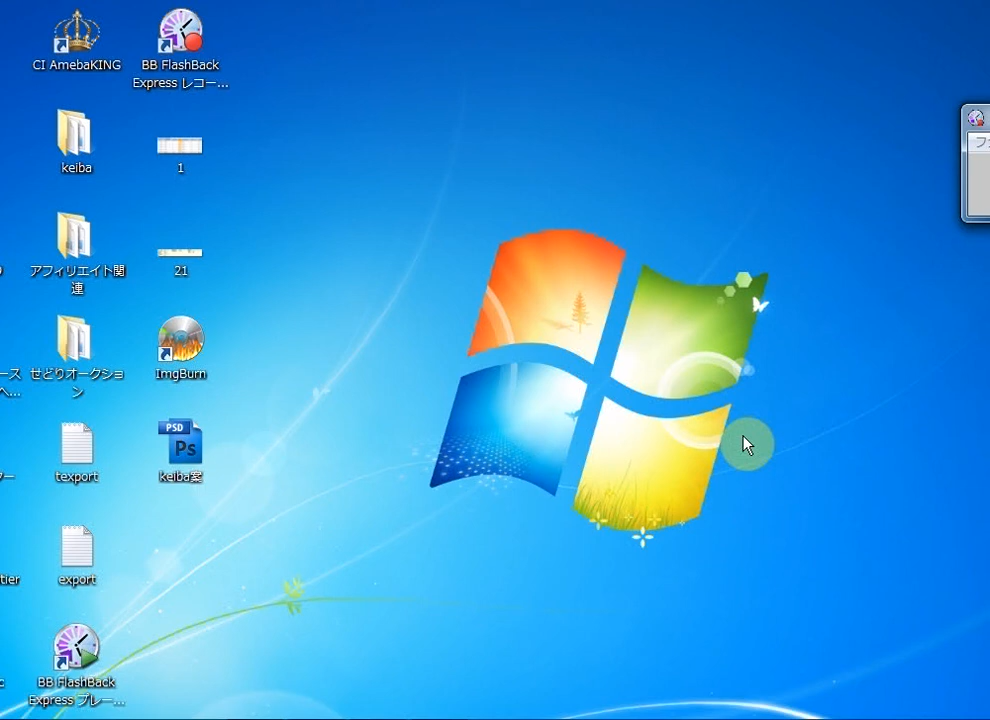 CI AmebaKING
BB FlashBack
Express レコー...
keiba
1
アフィリエイト関
連
21
せどりオークショ
ン
ImgBurn
texport
PSD
Ps
keiba案
export
tier
BB FlashBack
Express プレー...